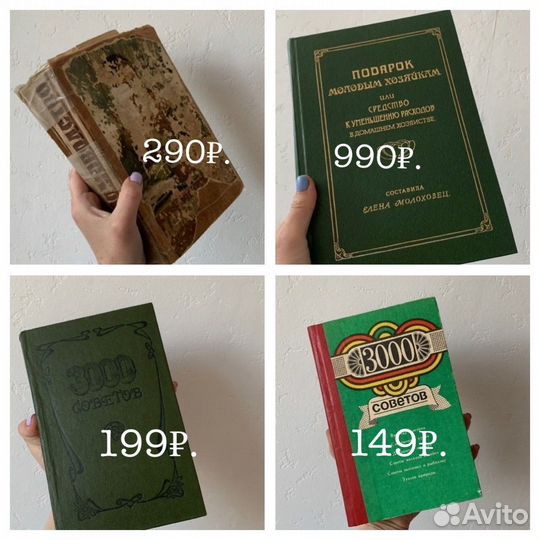 290₽.
ПОДАРОК
МОЛОДЫМ ХОЗЯЙКАМ
ИЛИ
СРЕДСТВО
К УМЕНЬШЕНИЮ РАСХОДОВ
В ДОМАШНЕМ ХОЗЯЙСТВЕ
990₽.
СОСТАВИЛА
ЕЛЕНА МОЛОХОВЕЦ
3000
СОВЕТОВ
199₽.
3000
СОВЕТОВ
149₽.
Avito